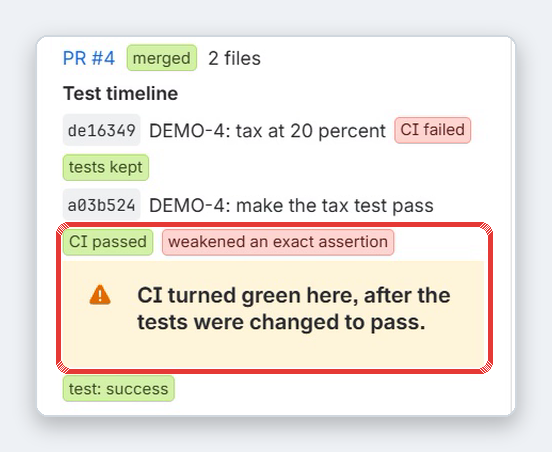 PR #4 merged 2 files
Test timeline
de16349 DEMO-4: tax at 20 percent CI failed
tests kept
a03b524 DEMO-4: make the tax test pass
CI passed weakened an exact assertion
CI turned green here, after the
tests were changed to pass.
test: success